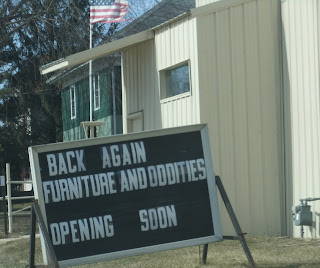 BACK AGAIN
FURNITURE AND ODDITIES
OPENING SOON